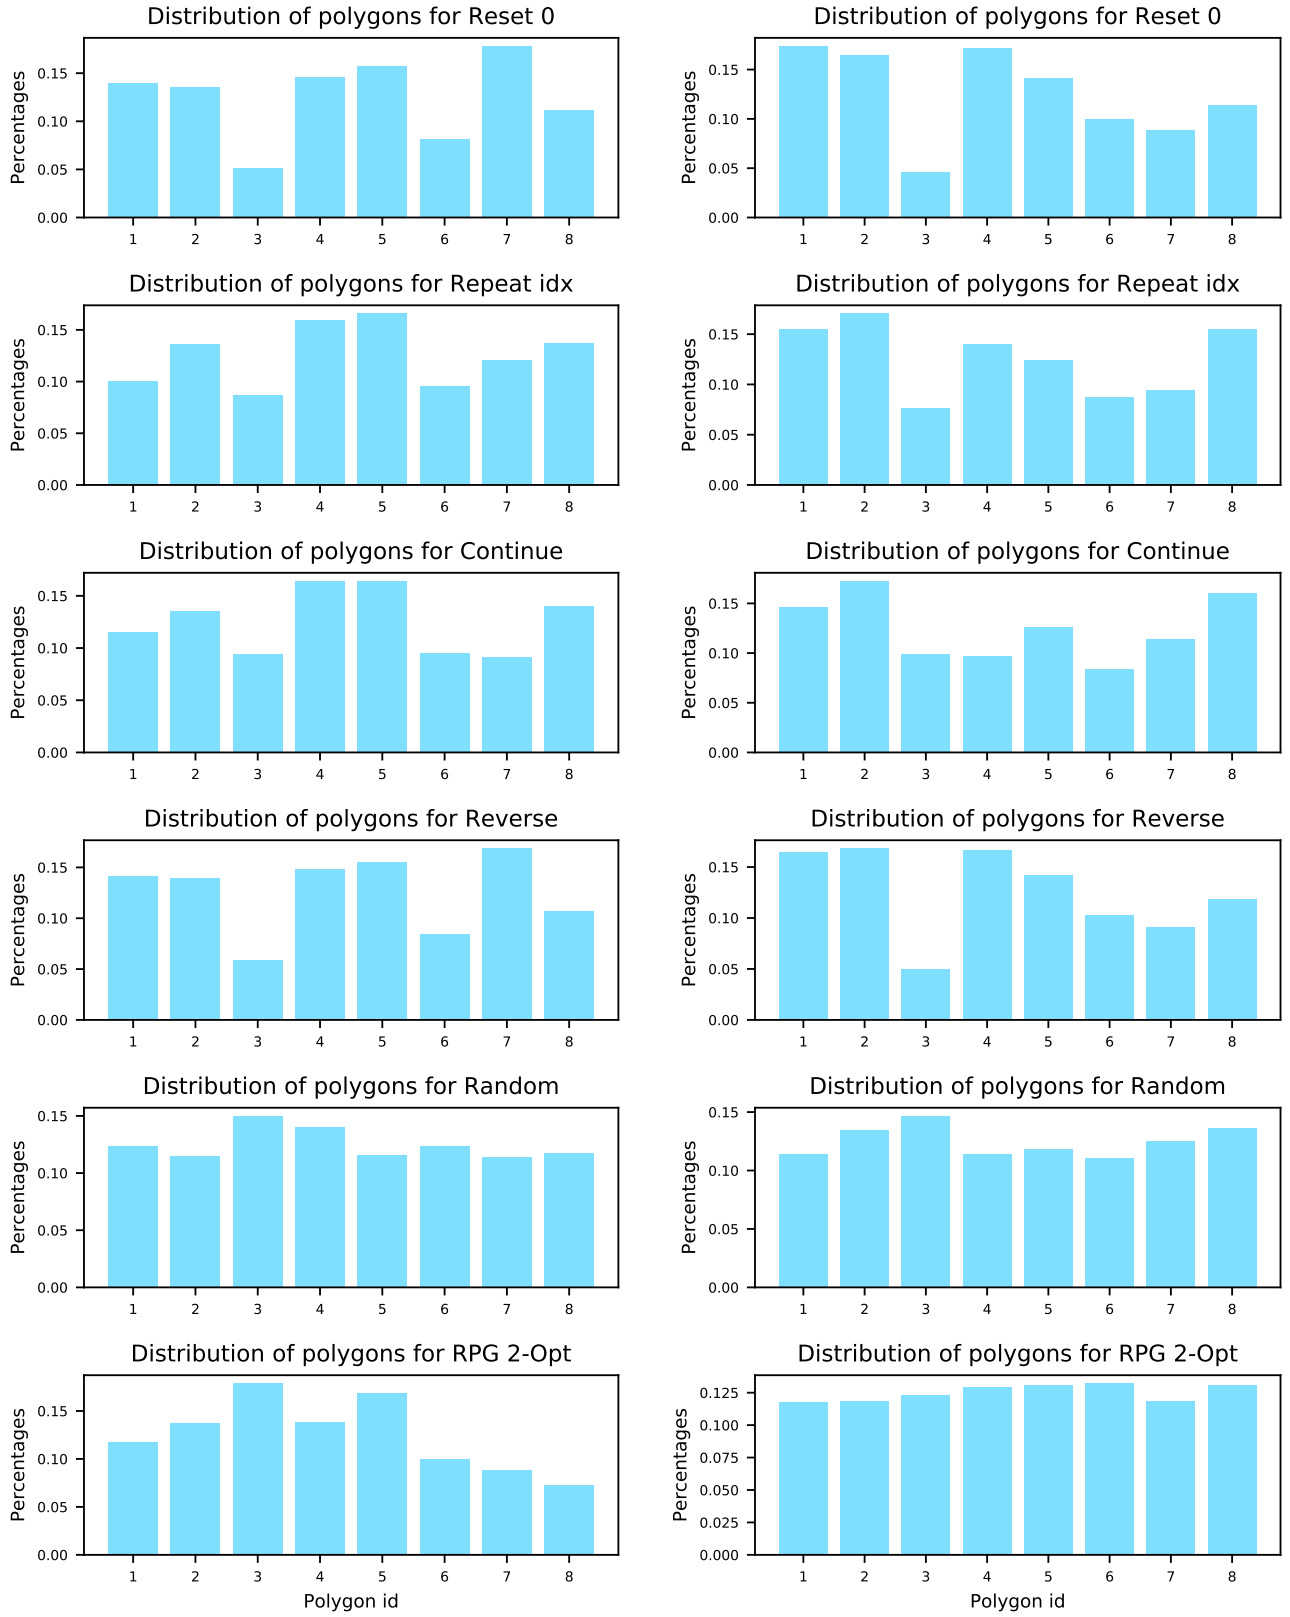 Distribution of polygons for Reset 0
Percentages
0.15
0.10
0.05
0.00
1 2 3 4 5 6 7 8
Distribution of polygons for Reset 0
Percentages
0.15
0.10
0.05
0.00
1 2 3 4 5 6 7 8
Distribution of polygons for Repeat idx
Percentages
0.15
0.10
0.05
0.00
1 2 3 4 5 6 7 8
Distribution of polygons for Repeat idx
Percentages
0.15
0.10
0.05
0.00
1 2 3 4 5 6 7 8
Distribution of polygons for Continue
Percentages
0.15
0.10
0.05
0.00
1 2 3 4 5 6 7 8
Distribution of polygons for Continue
Percentages
0.15
0.10
0.05
0.00
1 2 3 4 5 6 7 8
Distribution of polygons for Reverse
Percentages
0.15
0.10
0.05
0.00
1 2 3 4 5 6 7 8
Distribution of polygons for Reverse
Percentages
0.15
0.10
0.05
0.00
1 2 3 4 5 6 7 8
Distribution of polygons for Random
Percentages
0.15
0.10
0.05
0.00
1 2 3 4 5 6 7 8
Distribution of polygons for Random
Percentages
0.15
0.10
0.05
0.00
1 2 3 4 5 6 7 8
Distribution of polygons for RPG 2-Opt
Percentages
0.15
0.10
0.05
0.00
1 2 3 4 5 6 7 8
Polygon id
Distribution of polygons for RPG 2-Opt
Percentages
0.125
0.100
0.075
0.050
0.025
0.000
1 2 3 4 5 6 7 8
Polygon id